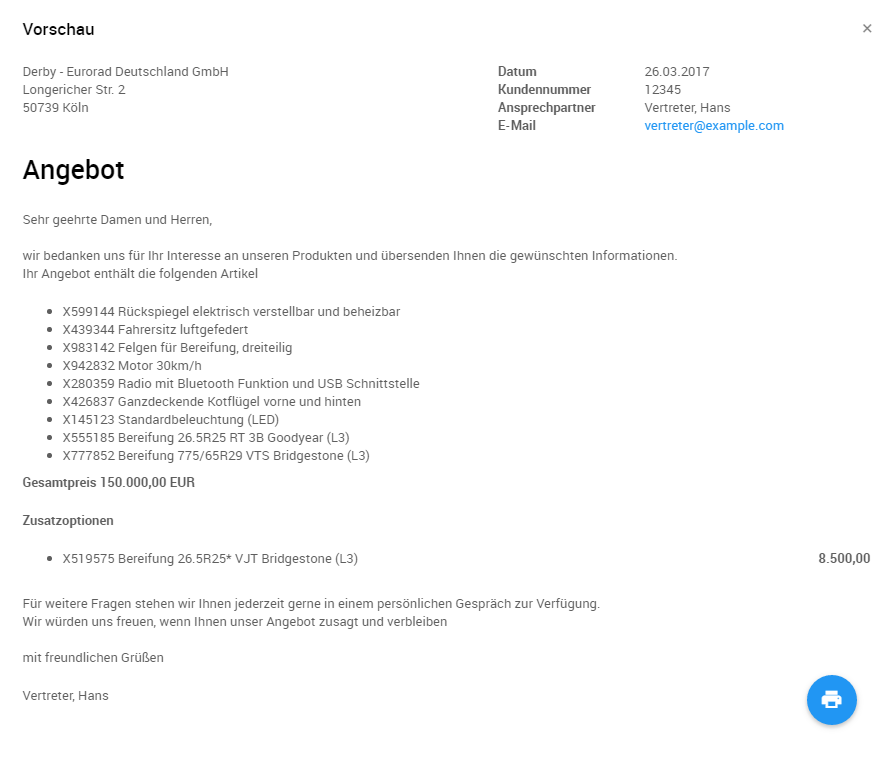 Vorschau
×
Derby - Eurorad Deutschland GmbH
Longericher Str. 2
50739 Köln
Datum 26.03.2017
Kundennummer 12345
Ansprechpartner Vertreter, Hans
E-Mail vertreter@example.com
Angebot
Sehr geehrte Damen und Herren,
wir bedanken uns für Ihr Interesse an unseren Produkten und übersenden Ihnen die gewünschten Informationen.
Ihr Angebot enthält die folgenden Artikel
• X599144 Rückspiegel elektrisch verstellbar und beheizbar
• X439344 Fahrersitz luftgefedert
• X983142 Felgen für Bereifung, dreiteilig
• X942832 Motor 30km/h
• X280359 Radio mit Bluetooth Funktion und USB Schnittstelle
• X426837 Ganzdeckende Kotflügel vorne und hinten
• X145123 Standardbeleuchtung (LED)
• X555185 Bereifung 26.5R25 RT 3B Goodyear (L3)
• X777852 Bereifung 775/65R29 VTS Bridgestone (L3)
Gesamtpreis 150.000,00 EUR
Zusatzoptionen
• X519575 Bereifung 26.5R25* VJT Bridgestone (L3) 8.500,00
Für weitere Fragen stehen wir Ihnen jederzeit gerne in einem persönlichen Gespräch zur Verfügung.
Wir würden uns freuen, wenn Ihnen unser Angebot zusagt und verbleiben
mit freundlichen Grüßen
Vertreter, Hans